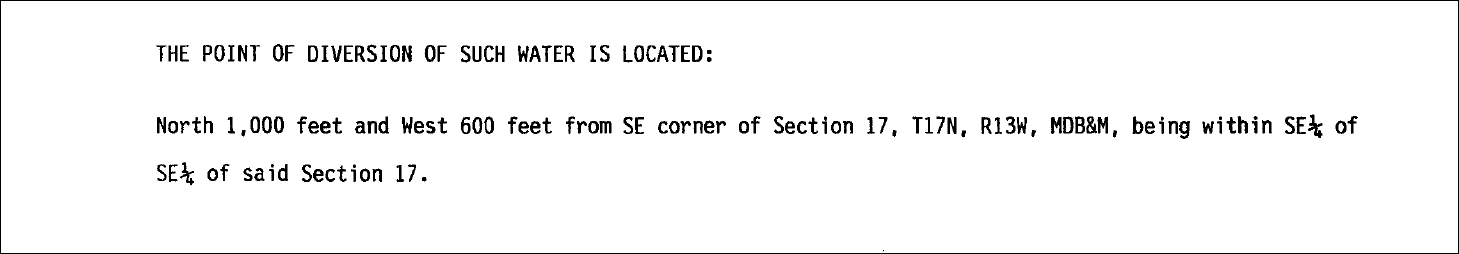 THE POINT OF DIVERSION OF SUCH WATER IS LOCATED:
North 1,000 feet and West 600 feet from SE corner of Section 17, T17N, R13W, MDB&M, being within SE¼ of
SE¼ of said Section 17.